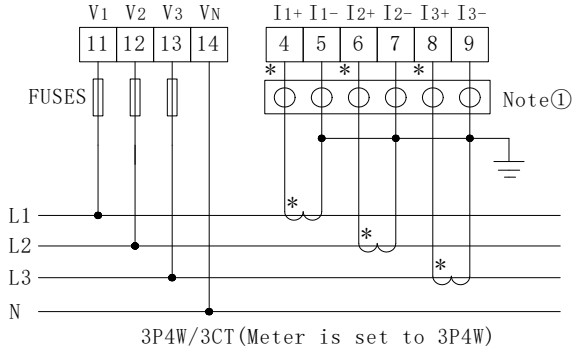 V1 V2 V3 VN I1+ I1- I2+ I2- I3+ I3-
11 12 13 14 4 5 6 7 8 9
* * *
FUSES Note①
*
L1
*
L2
*
L3
N
3P4W/3CT(Meter is set to 3P4W)